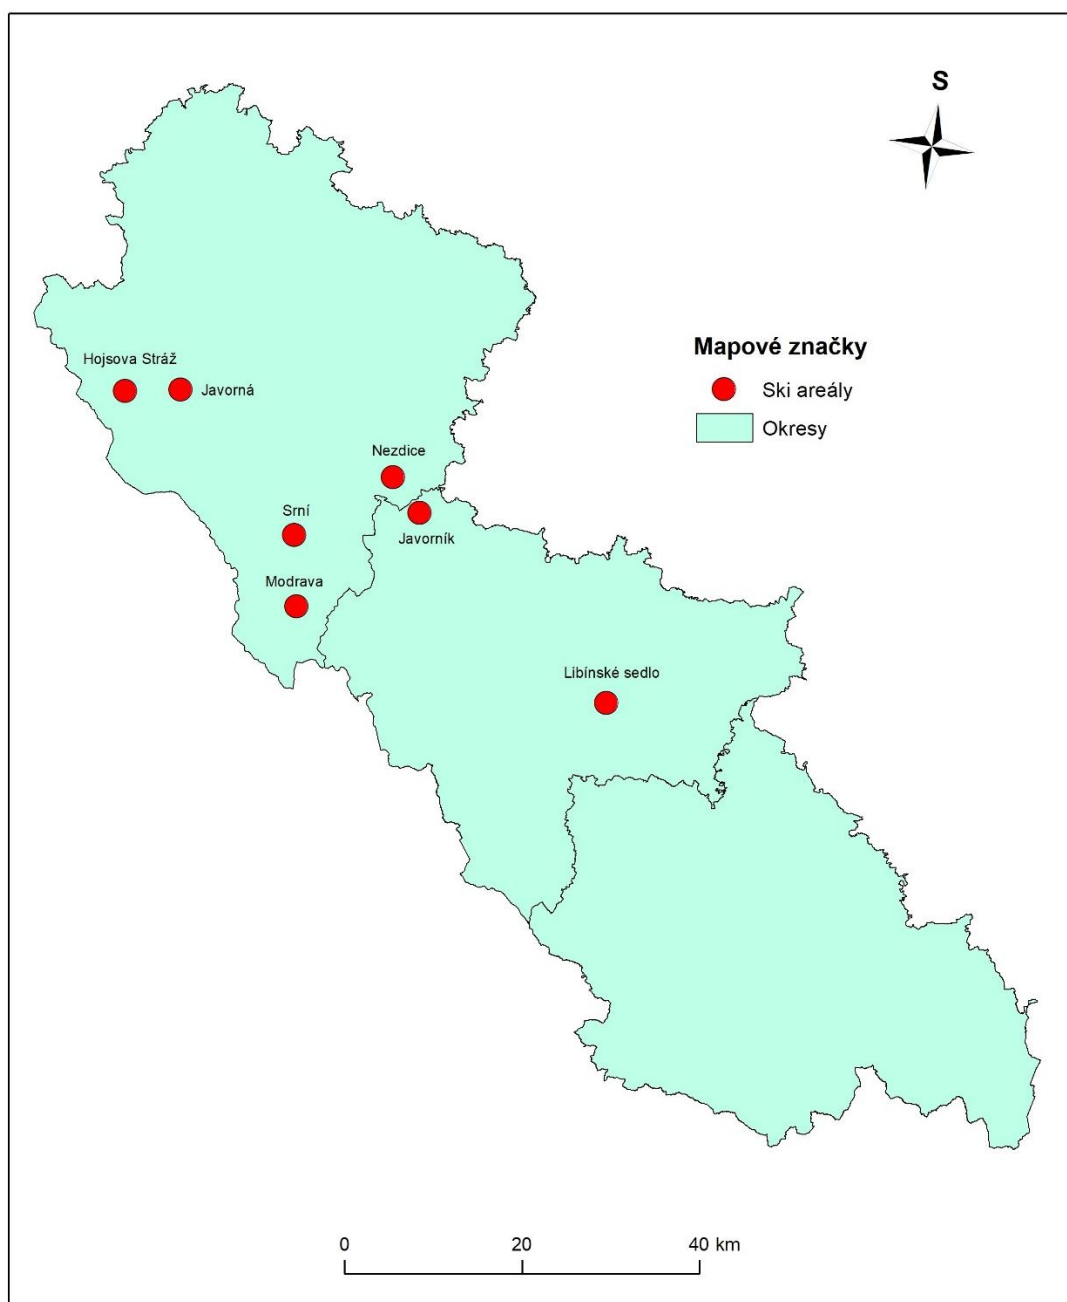 S
Hojsova Stráž
Javorná
Mapové značky
Ski areály
Okresy
Nezdice
Javorník
Srní
Modrava
Libínské sedlo
0 20 40 km